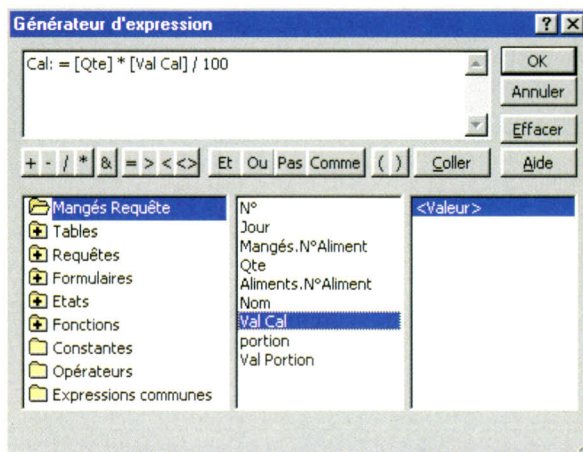 Générateur d'expression
Cal: = [Qte] * [Val Cal] / 100
OK
Annuler
Effacer
+ - / * & = > < <> Et Ou Pas Comme ( ) Coller Aide
Mangés Requête
Tables
Requêtes
Formulaires
Etats
Fonctions
Constantes
Opérateurs
Expressions communes
N°
Jour
Mangés.N°Aliment
Qte
Aliments.N°Aliment
Nom
Val Cal
portion
Val Portion
<Valeur>